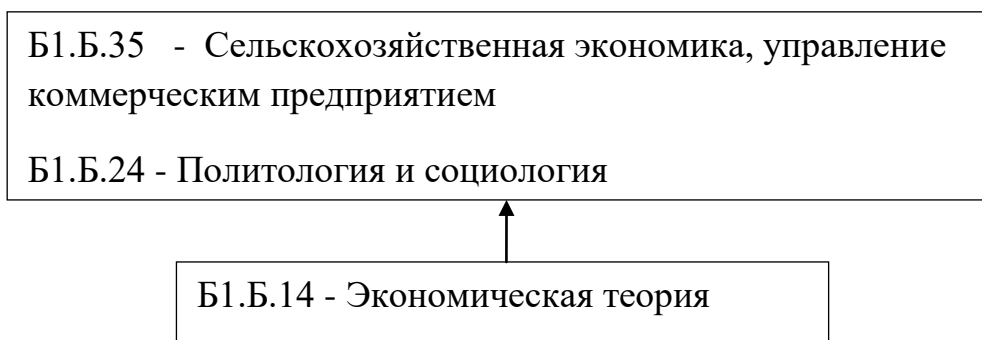 Б1.Б.35 - Сельскохозяйственная экономика, управление
коммерческим предприятием
Б1.Б.24 - Политология и социология
Б1.Б.14 - Экономическая теория